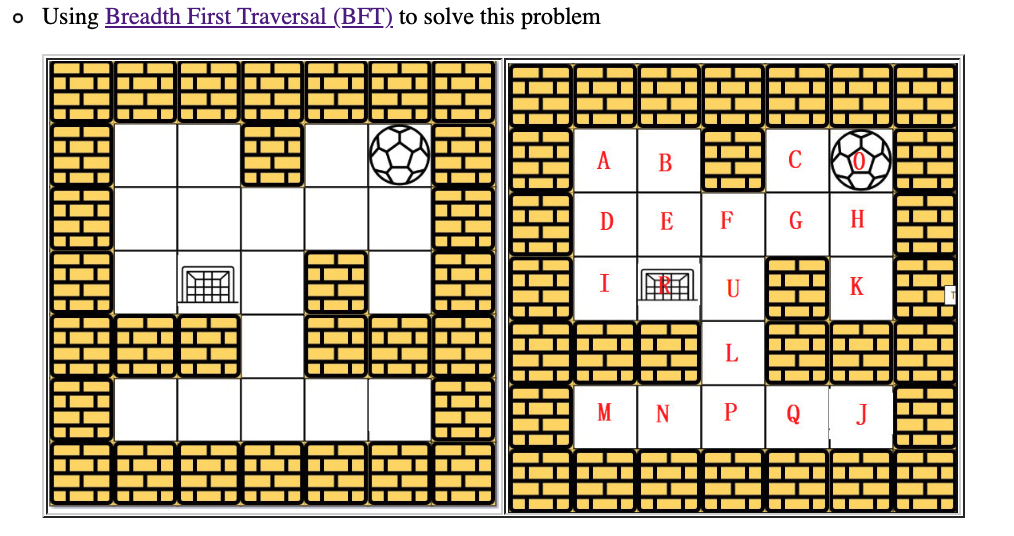 Using Breadth First Traversal (BFT) to solve this problem
A B C O
D E F G H
I R U K
L
M N P Q J